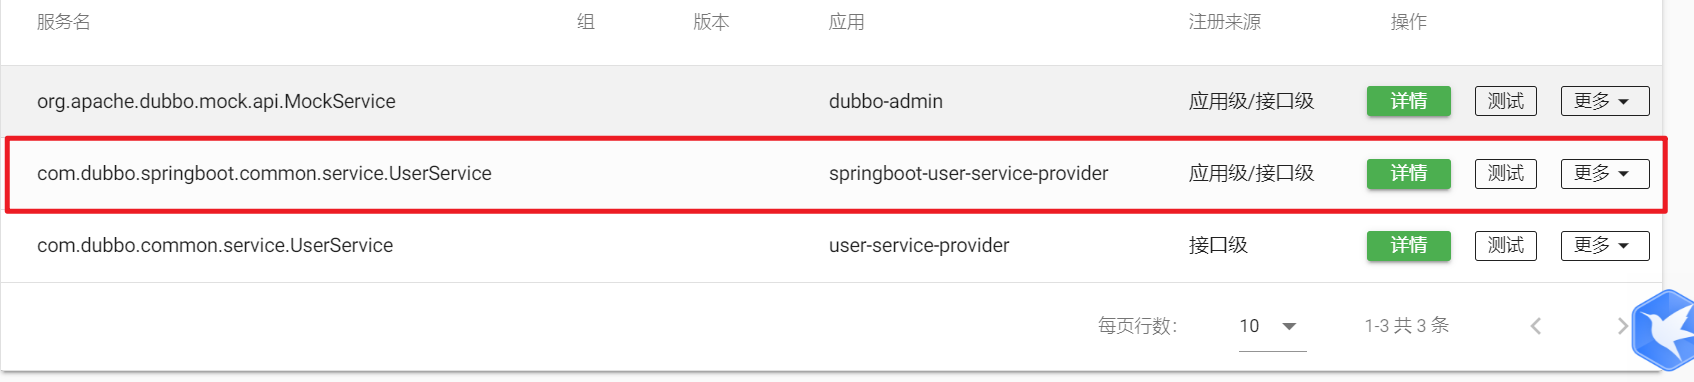 服务名 组 版本 应用 注册来源 操作
org.apache.dubbo.mock.api.MockService dubbo-admin 应用级/接口级 详情 测试 更多
com.dubbo.springboot.common.service.UserService springboot-user-service-provider 应用级/接口级 详情 测试 更多
com.dubbo.common.service.UserService user-service-provider 接口级 详情 测试 更多
每页行数: 10 1-3 共 3 条